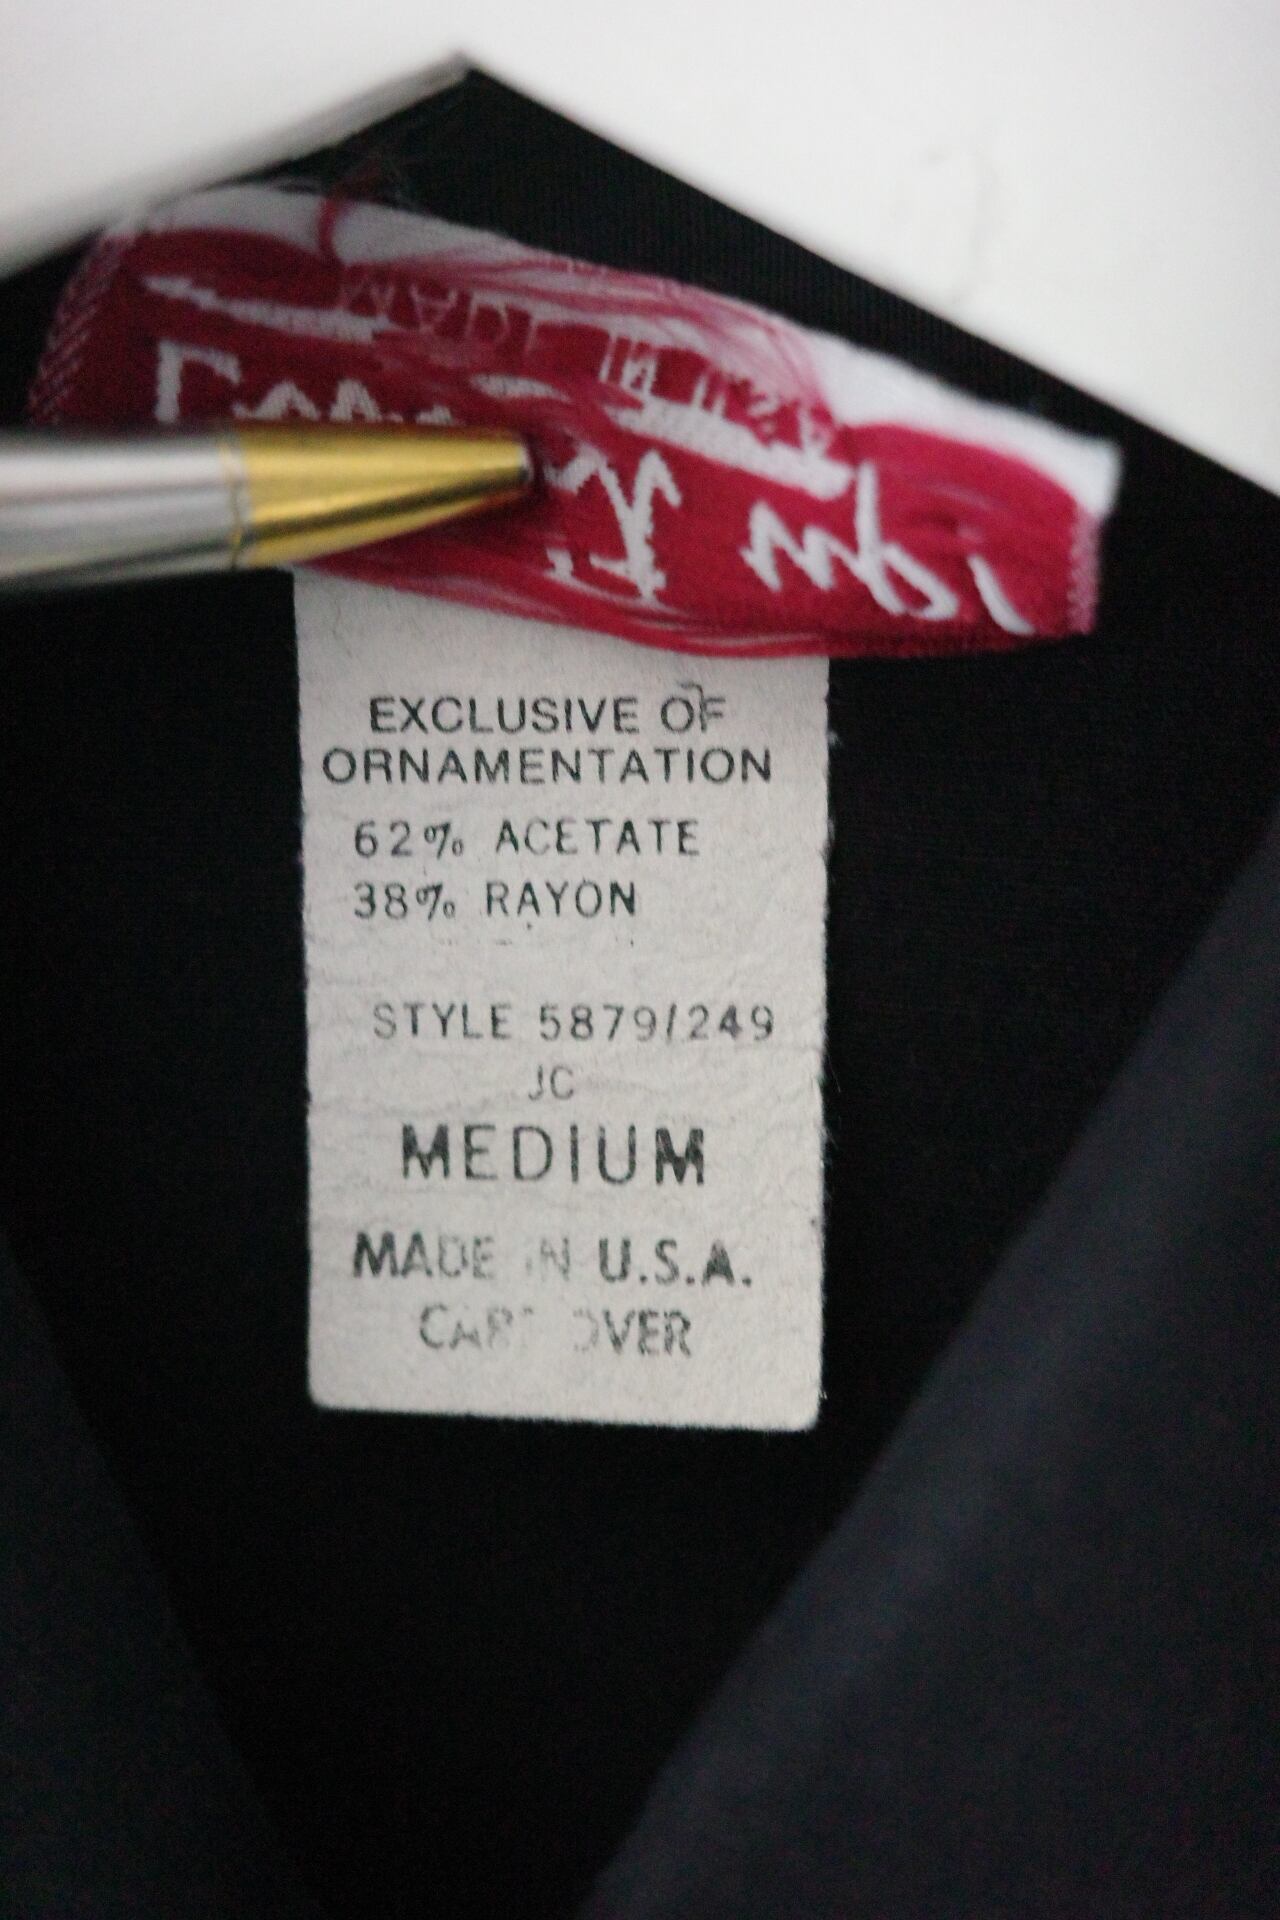 EXCLUSIVE OF
ORNAMENTATION
62% ACETATE
38% RAYON
STYLE 5879/249
JC
MEDIUM
MADE IN U.S.A.